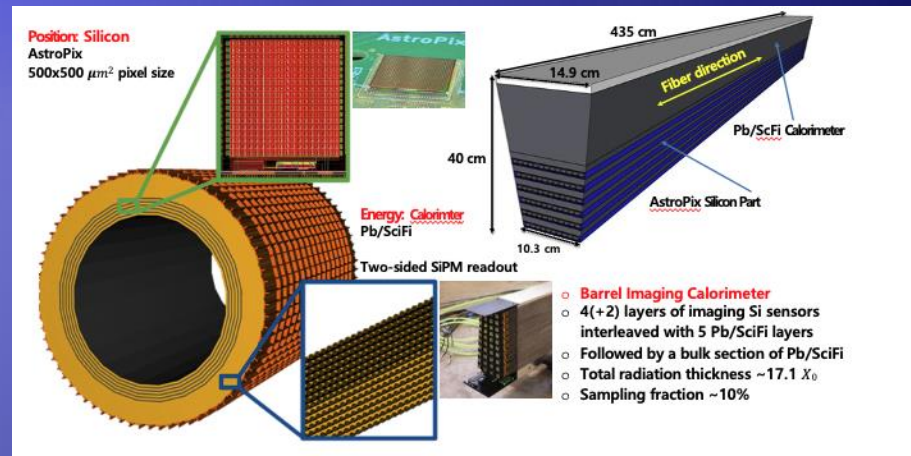 Position: Silicon
AstroPix
500x500 𝜇𝑚² pixel size
435 cm
14.9 cm
Fiber direction
Pb/ScFi Calorimeter
40 cm
AstroPix Silicon Part
10.3 cm
Energy: Calorimter
Pb/SciFi
Two-sided SiPM readout
○ Barrel Imaging Calorimeter
○ 4(+2) layers of imaging Si sensors
interleaved with 5 Pb/SciFi layers
○ Followed by a bulk section of Pb/SciFi
○ Total radiation thickness ~17.1 𝑋₀
○ Sampling fraction ~10%